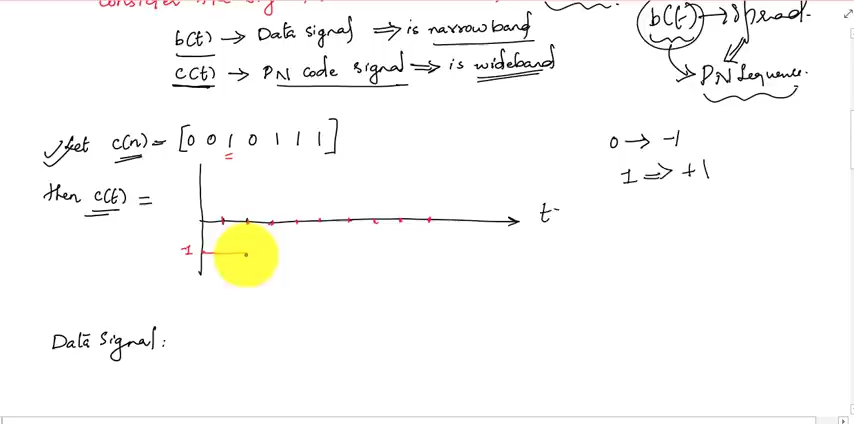 b(t) → Data signal ⇒ is narrowband
c(t) → PN code signal ⇒ is wideband
b(t) → spread.
→ PN Sequence.
✓ Let c(n) = [0 0 1 0 1 1 1]
0 → -1
1 ⇒ +1
then c(t) =
t
-1
Data Signal: